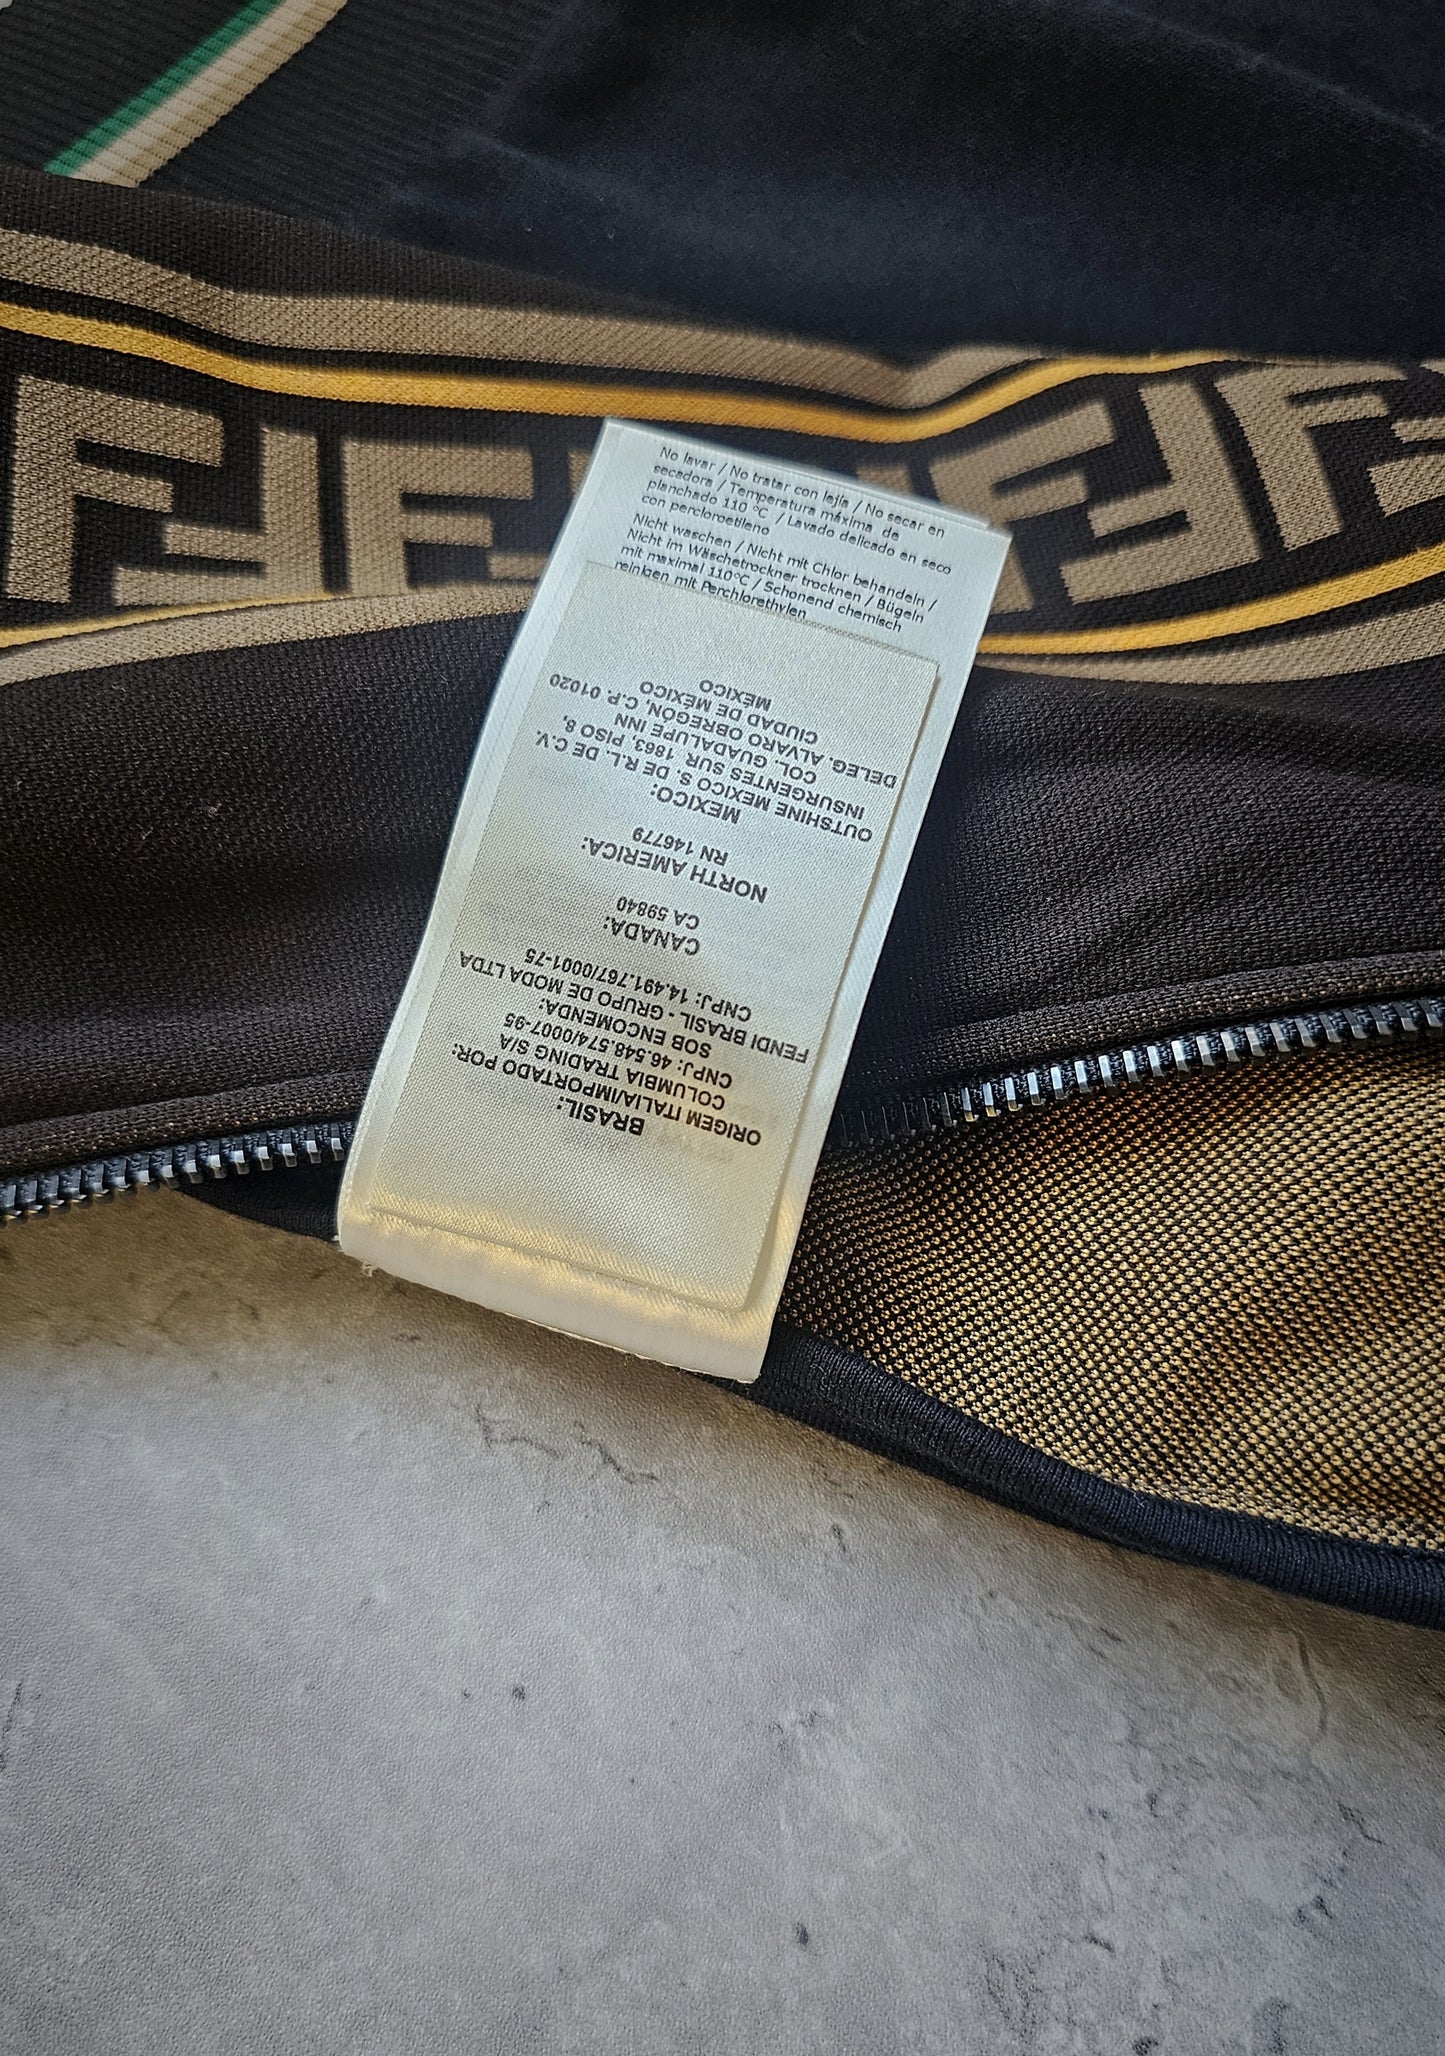 No lavar / No tratar con lejía / No secar en
secadora / Temperatura máxima de
planchado 110 °C / Lavado delicado en seco
con percloroetileno
Nicht waschen / Nicht mit Chlor behandeln /
Nicht im Wäschetrockner trocknen / Bügeln
mit maximal 110°C / Schonend chemisch
reinigen mit Perchlorethylen
BRASIL:
ORIGEM ITALIA/IMPORTADO POR:
COLUMBIA TRADING S/A
CNPJ: 46.548.574/0007-95
SOB ENCOMENDA:
FENDI BRASIL - GRUPO DE MODA LTDA
CNPJ: 14.491.767/0001-75
CANADA:
CA 59840
NORTH AMERICA:
RN 146779
MEXICO:
OUTSHINE MEXICO S. DE R.L. DE C.V.
INSURGENTES SUR 1863, PISO 8,
COL. GUADALUPE INN
DELEG. ALVARO OBREGÓN, C.P. 01020
CIUDAD DE MÉXICO
MÉXICO